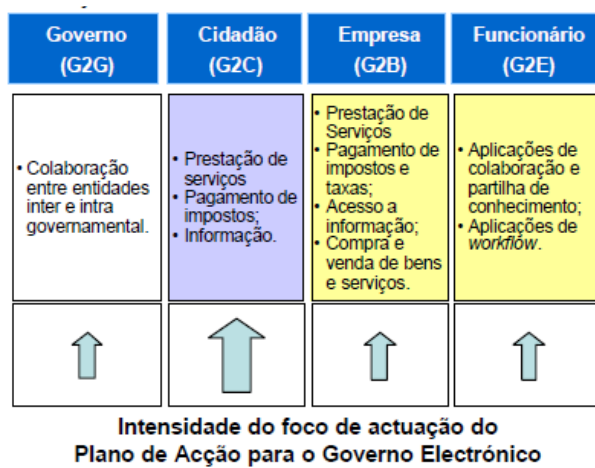 Governo
(G2G)
Cidadão
(G2C)
Empresa
(G2B)
Funcionário
(G2E)
• Colaboração
entre entidades
inter e intra
governamental.
• Prestação de
serviços
• Pagamento de
impostos;
• Informação.
• Prestação de
Serviços
• Pagamento de
impostos e
taxas;
• Acesso a
informação;
• Compra e
venda de bens
e serviços.
• Aplicações de
colaboração e
partilha de
conhecimento;
• Aplicações de
workflow.
Intensidade do foco de actuação do
Plano de Acção para o Governo Electrónico